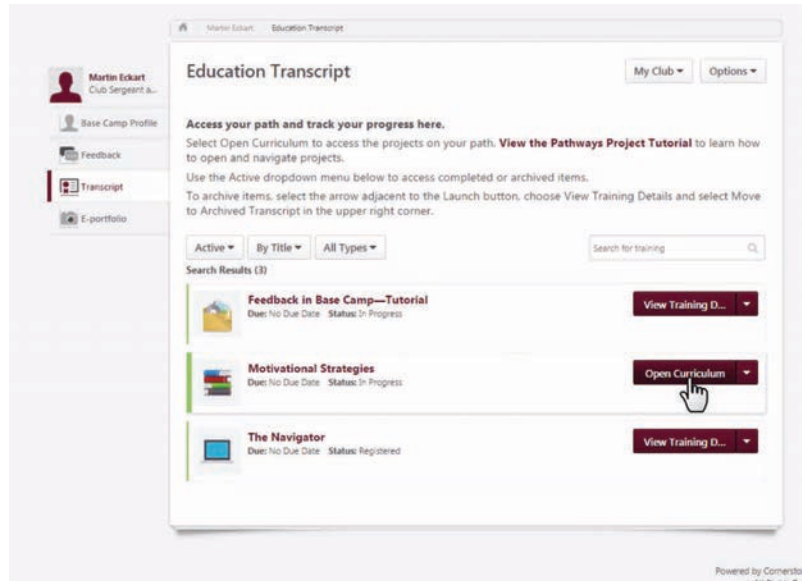 Martin Eckart Education Transcript
Martin Eckart
Club Sergeant a...
Base Camp Profile
Feedback
Transcript
E-portfolio
Education Transcript
My Club
Options
Access your path and track your progress here.
Select Open Curriculum to access the projects on your path. View the Pathways Project Tutorial to learn how
to open and navigate projects.
Use the Active dropdown menu below to access completed or archived items.
To archive items, select the arrow adjacent to the Launch button, choose View Training Details and select Move
to Archived Transcript in the upper right corner.
Active By Title All Types
Search for training
Search Results (3)
Feedback in Base Camp—Tutorial
Due: No Due Date Status: In Progress
View Training D...
Motivational Strategies
Due: No Due Date Status: In Progress
Open Curriculum
The Navigator
Due: No Due Date Status: Registered
View Training D...
Powered by Cornersto